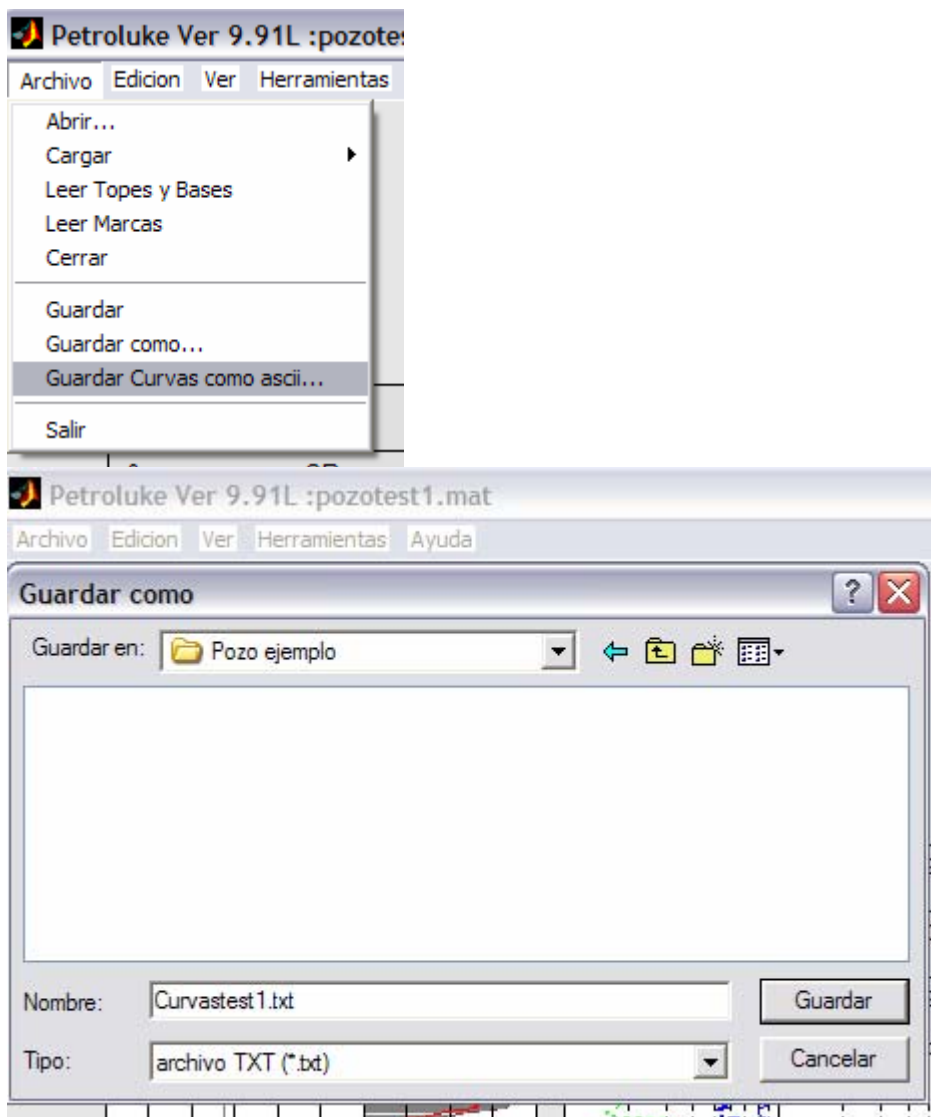 Petroluke Ver 9.91L :pozote
Archivo Edicion Ver Herramientas
Abrir...
Cargar
Leer Topes y Bases
Leer Marcas
Cerrar
Guardar
Guardar como...
Guardar Curvas como ascii...
Salir
Petroluke Ver 9.91L :pozotest1.mat
Archivo Edicion Ver Herramientas Ayuda
Guardar como
Guardar en: Pozo ejemplo
Nombre: Curvastest1.txt Guardar
Tipo: archivo TXT (*.txt) Cancelar